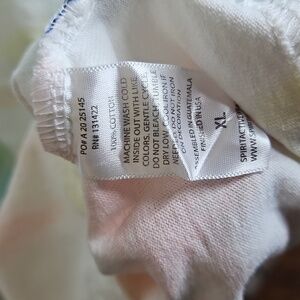 PO# A 20 25145
RN# 131422
100% COTTON
MACHINE WASH COLD
INSIDE OUT WITH LIKE
COLORS. GENTLE CYCLE
DO NOT BLEACH. TUMBLE
DRY LOW. COOL IRON IF
NEEDED. DO NOT IRON
ON DECORATION
ASSEMBLED IN GUATEMALA
FINISHED IN USA
XL